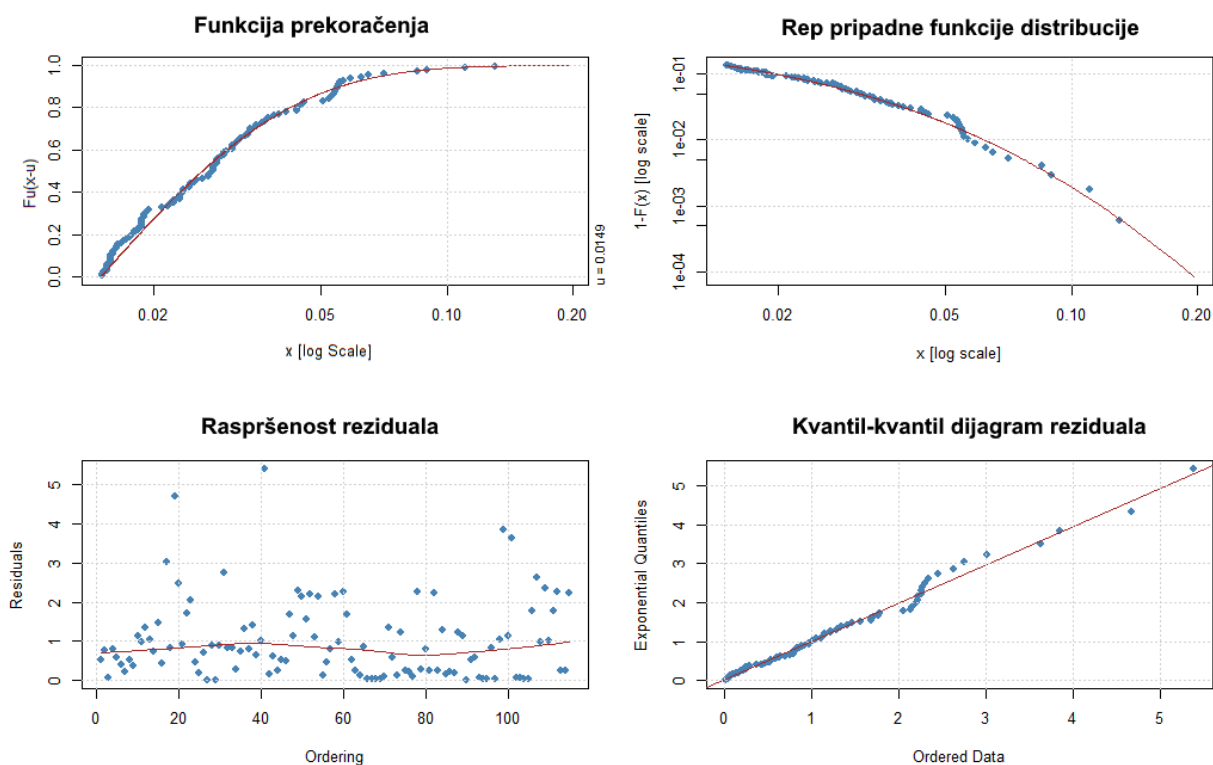 Funkcija prekoračenja
Fu(x-u)
0.0 0.2 0.4 0.6 0.8 1.0
0.02 0.05 0.10 0.20
x [log Scale]
u = 0.0149
Rep pripadne funkcije distribucije
1-F(x) [log scale]
1e-04 1e-03 1e-02 1e-01
0.02 0.05 0.10 0.20
x [log scale]
Raspršenost reziduala
Residuals
0 1 2 3 4 5
0 20 40 60 80 100
Ordering
Kvantil-kvantil dijagram reziduala
Exponential Quantiles
0 1 2 3 4 5
0 1 2 3 4 5
Ordered Data